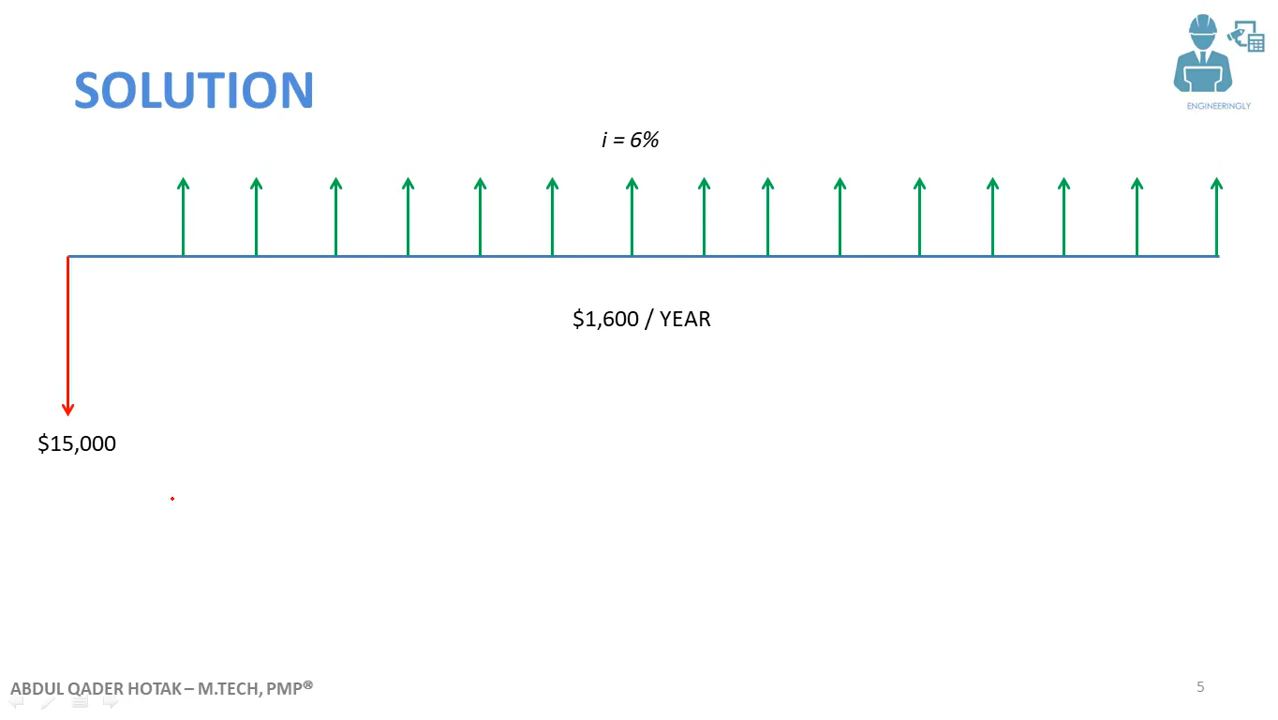 ENGINEERINGLY
SOLUTION
i = 6%
$1,600 / YEAR
$15,000
ABDUL QADER HOTAK – M.TECH, PMP®
5